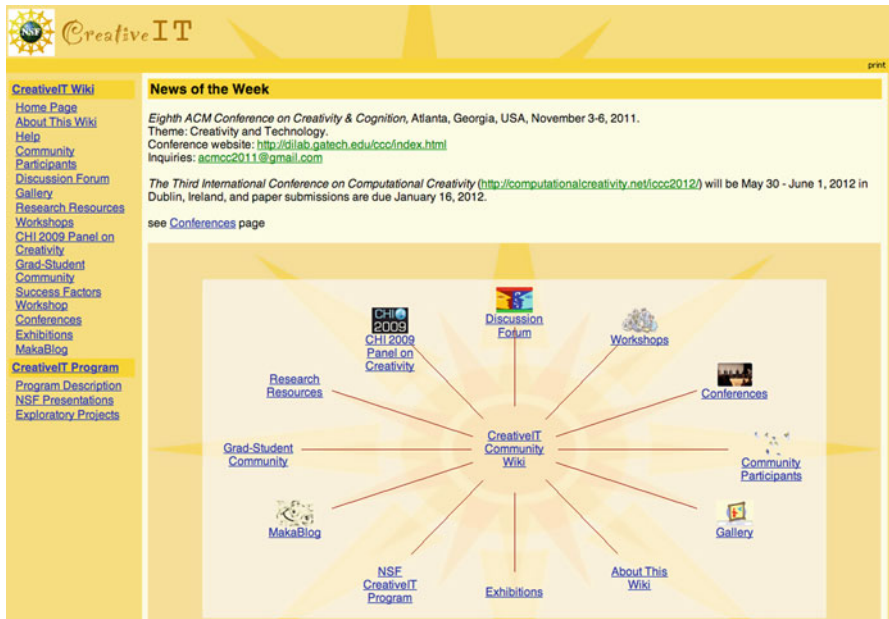 NSF
Creative IT
print
CreativeIT Wiki
Home Page
About This Wiki
Help
Community
Participants
Discussion Forum
Gallery
Research Resources
Workshops
CHI 2009 Panel on
Creativity
Grad-Student
Community
Success Factors
Workshop
Conferences
Exhibitions
MakaBlog
CreativeIT Program
Program Description
NSF Presentations
Exploratory Projects
News of the Week
Eighth ACM Conference on Creativity & Cognition, Atlanta, Georgia, USA, November 3-6, 2011.
Theme: Creativity and Technology.
Conference website: http://dilab.gatech.edu/ccc/index.html
Inquiries: acmcc2011@gmail.com
The Third International Conference on Computational Creativity (http://computationalcreativity.net/iccc2012/) will be May 30 - June 1, 2012 in
Dublin, Ireland, and paper submissions are due January 16, 2012.
see Conferences page
CHI
2009
CHI 2009
Panel on
Creativity
Discussion
Forum
Workshops
Research
Resources
Conferences
Grad-Student
Community
CreativeIT
Community
Wiki
Community
Participants
MakaBlog
Gallery
NSF
CreativeIT
Program
Exhibitions
About This
Wiki